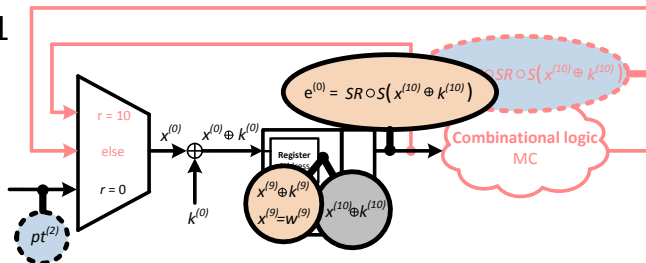 1
e⁽⁰⁾ = SR ○ S( x⁽¹⁰⁾ ⊕ k⁽¹⁰⁾ )
○ SR ○ S( x⁽¹⁰⁾ ⊕ k⁽¹⁰⁾ )
r = 10
else
r = 0
x⁽⁰⁾
x⁽⁰⁾ ⊕ k⁽⁰⁾
k⁽⁰⁾
Register
Combinational logic
MC
x⁽⁹⁾ ⊕ k⁽⁹⁾
x⁽⁹⁾=w⁽⁹⁾
x⁽¹⁰⁾ ⊕ k⁽¹⁰⁾
pt⁽²⁾